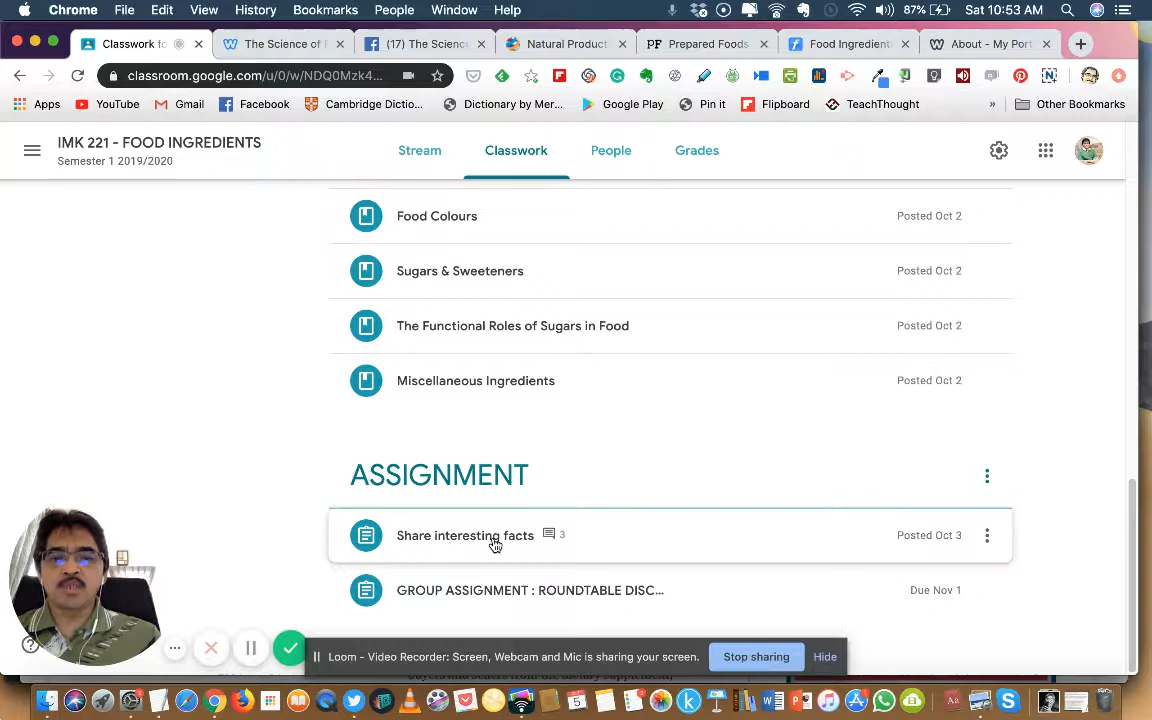 Chrome File Edit View History Bookmarks People Window Help 87% Sat 10:53 AM
Classwork fo
The Science of F
(17) The Science
Natural Product
PF Prepared Foods
Food Ingredients
About - My Port
classroom.google.com/u/0/w/NDQ0Mzk4...
Apps YouTube Gmail Facebook Cambridge Dictio... Dictionary by Mer... Google Play Pin it Flipboard TeachThought » Other Bookmarks
IMK 221 - FOOD INGREDIENTS
Semester 1 2019/2020
Stream Classwork People Grades
Food Colours Posted Oct 2
Sugars & Sweeteners Posted Oct 2
The Functional Roles of Sugars in Food Posted Oct 2
Miscellaneous Ingredients Posted Oct 2
ASSIGNMENT
Share interesting facts 3 Posted Oct 3
GROUP ASSIGNMENT : ROUNDTABLE DISC... Due Nov 1
Loom - Video Recorder: Screen, Webcam and Mic is sharing your screen. Stop sharing Hide